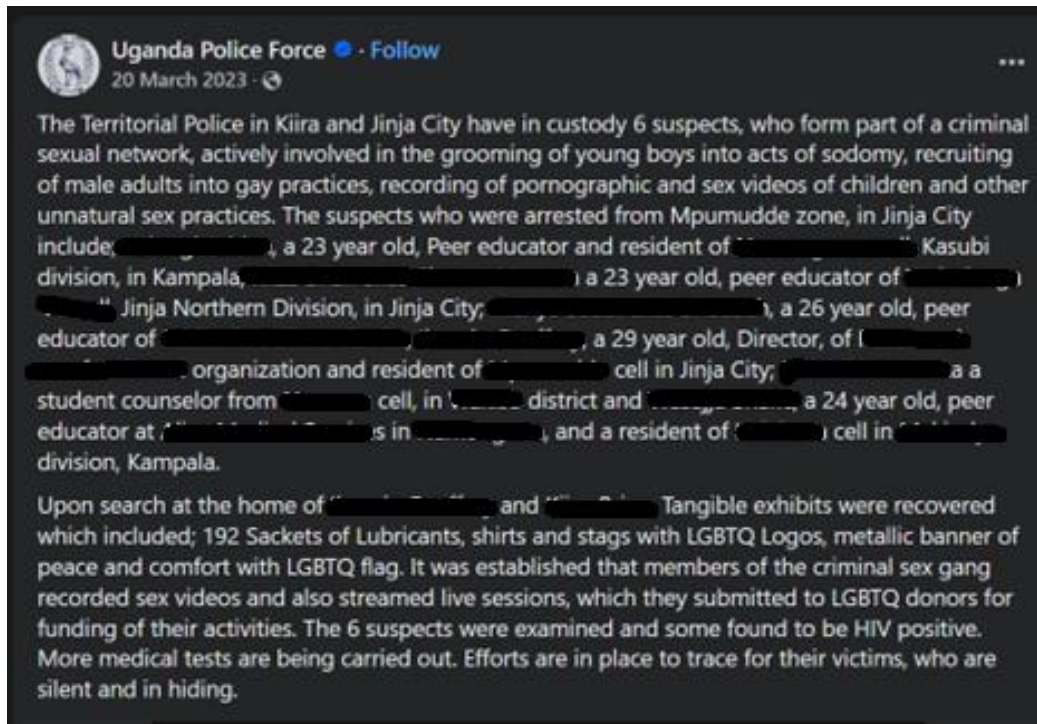 Uganda Police Force · Follow
20 March 2023 ·
The Territorial Police in Kiira and Jinja City have in custody 6 suspects, who form part of a criminal
sexual network, actively involved in the grooming of young boys into acts of sodomy, recruiting
of male adults into gay practices, recording of pornographic and sex videos of children and other
unnatural sex practices. The suspects who were arrested from Mpumudde zone, in Jinja City
include; , a 23 year old, Peer educator and resident of Kasubi
division, in Kampala, a 23 year old, peer educator of
Jinja Northern Division, in Jinja City; , a 26 year old, peer
educator of , a 29 year old, Director, of
organization and resident of cell in Jinja City; a
student counselor from cell, in district and a 24 year old, peer
educator at in , and a resident of cell in
division, Kampala.
Upon search at the home of and Tangible exhibits were recovered
which included; 192 Sackets of Lubricants, shirts and stags with LGBTQ Logos, metallic banner of
peace and comfort with LGBTQ flag. It was established that members of the criminal sex gang
recorded sex videos and also streamed live sessions, which they submitted to LGBTQ donors for
funding of their activities. The 6 suspects were examined and some found to be HIV positive.
More medical tests are being carried out. Efforts are in place to trace for their victims, who are
silent and in hiding.